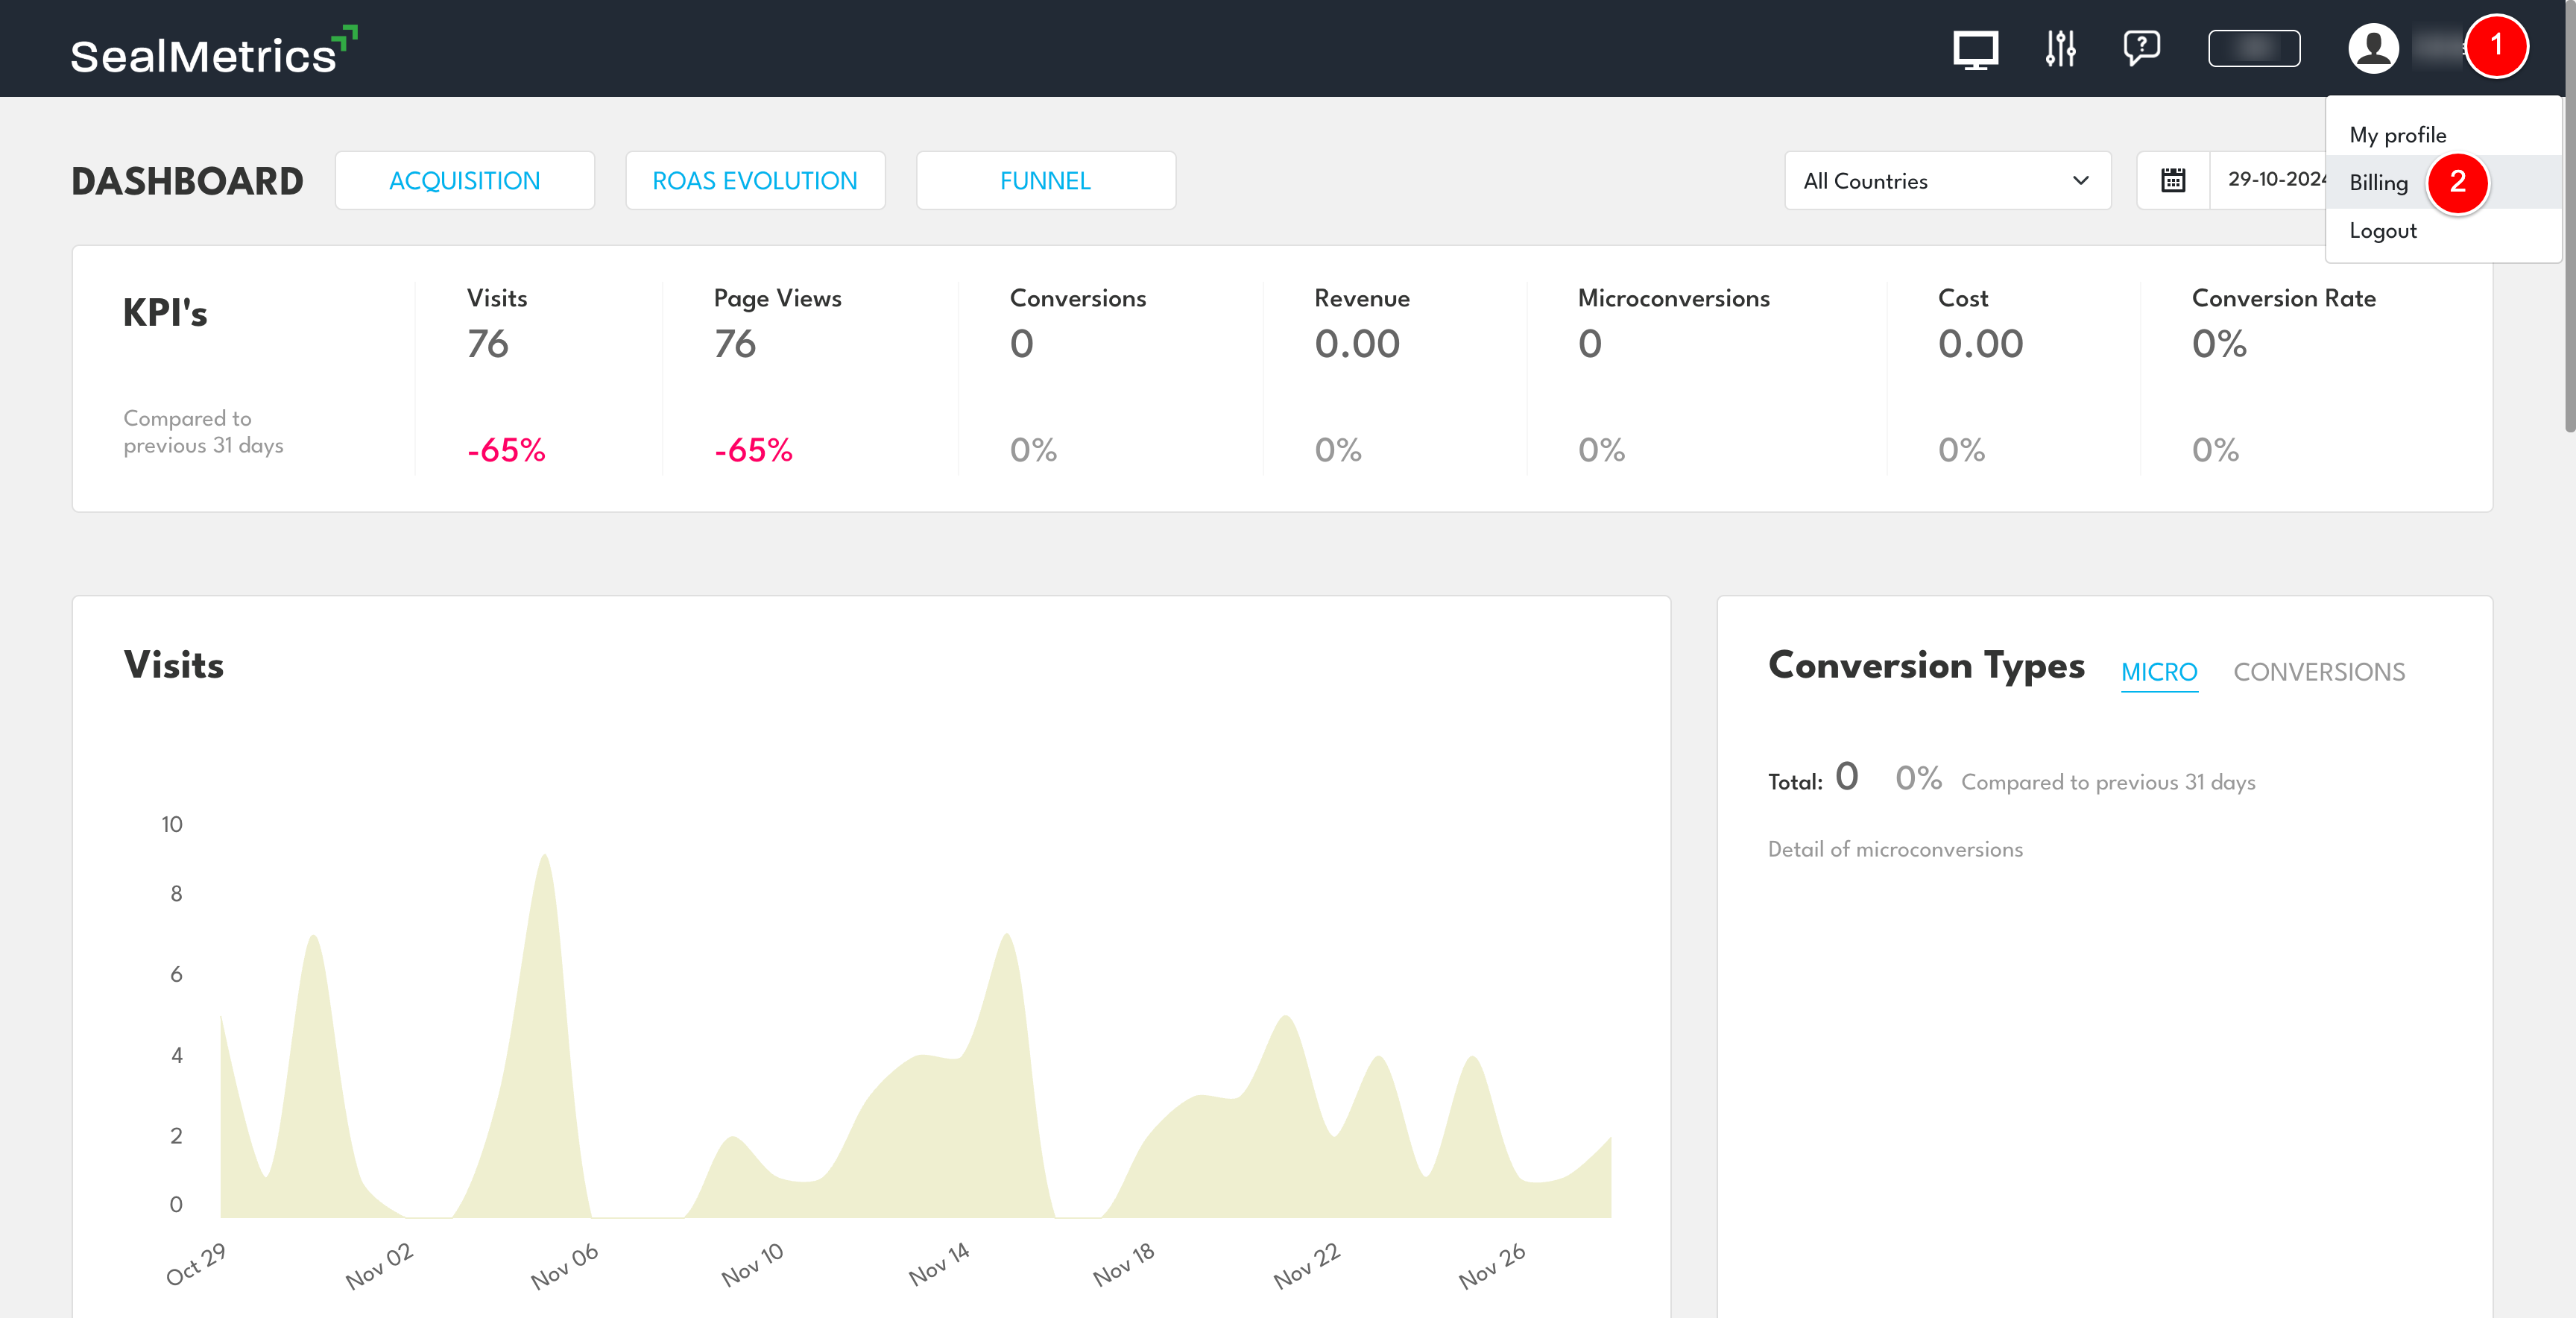 SealMetrics
1
My profile
Billing
2
Logout
DASHBOARD
ACQUISITION
ROAS EVOLUTION
FUNNEL
All Countries
29-10-2024
KPI's
Compared to
previous 31 days
Visits
76
-65%
Page Views
76
-65%
Conversions
0
0%
Revenue
0.00
0%
Microconversions
0
0%
Cost
0.00
0%
Conversion Rate
0%
0%
Visits
10
8
6
4
2
0
Oct 29
Nov 02
Nov 06
Nov 10
Nov 14
Nov 18
Nov 22
Nov 26
Conversion Types
MICRO
CONVERSIONS
Total: 0 0% Compared to previous 31 days
Detail of microconversions